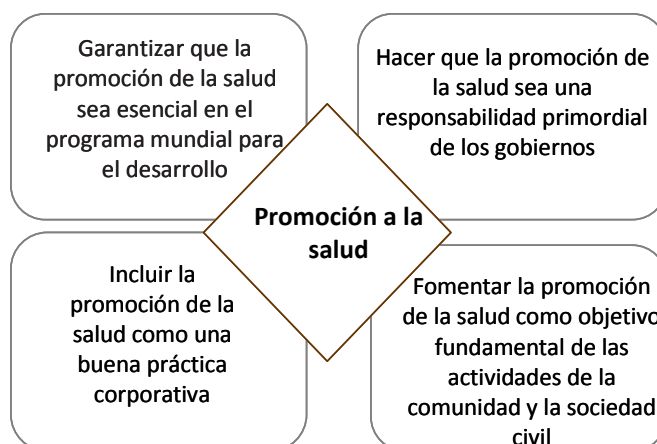 Garantizar que la
promoción de la salud
sea esencial en el
programa mundial para
el desarrollo
Hacer que la promoción de
la salud sea una
responsabilidad primordial
de los gobiernos
Promoción a la
salud
Incluir la
promoción de la
salud como una
buena práctica
corporativa
Fomentar la promoción
de la salud como objetivo
fundamental de las
actividades de la
comunidad y la sociedad
civil